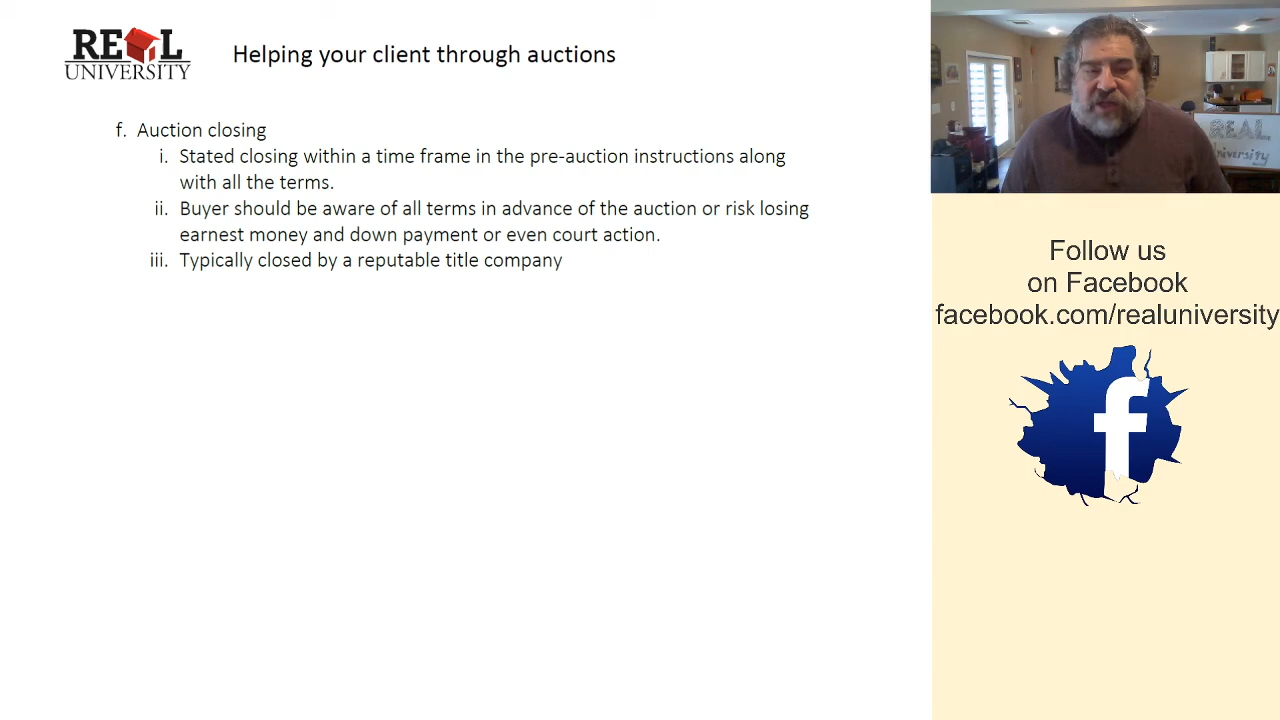 REAL
UNIVERSITY
Helping your client through auctions
f. Auction closing
i. Stated closing within a time frame in the pre-auction instructions along
with all the terms.
ii. Buyer should be aware of all terms in advance of the auction or risk losing
earnest money and down payment or even court action.
iii. Typically closed by a reputable title company
REAL
University
Follow us
on Facebook
facebook.com/realuniversity
f